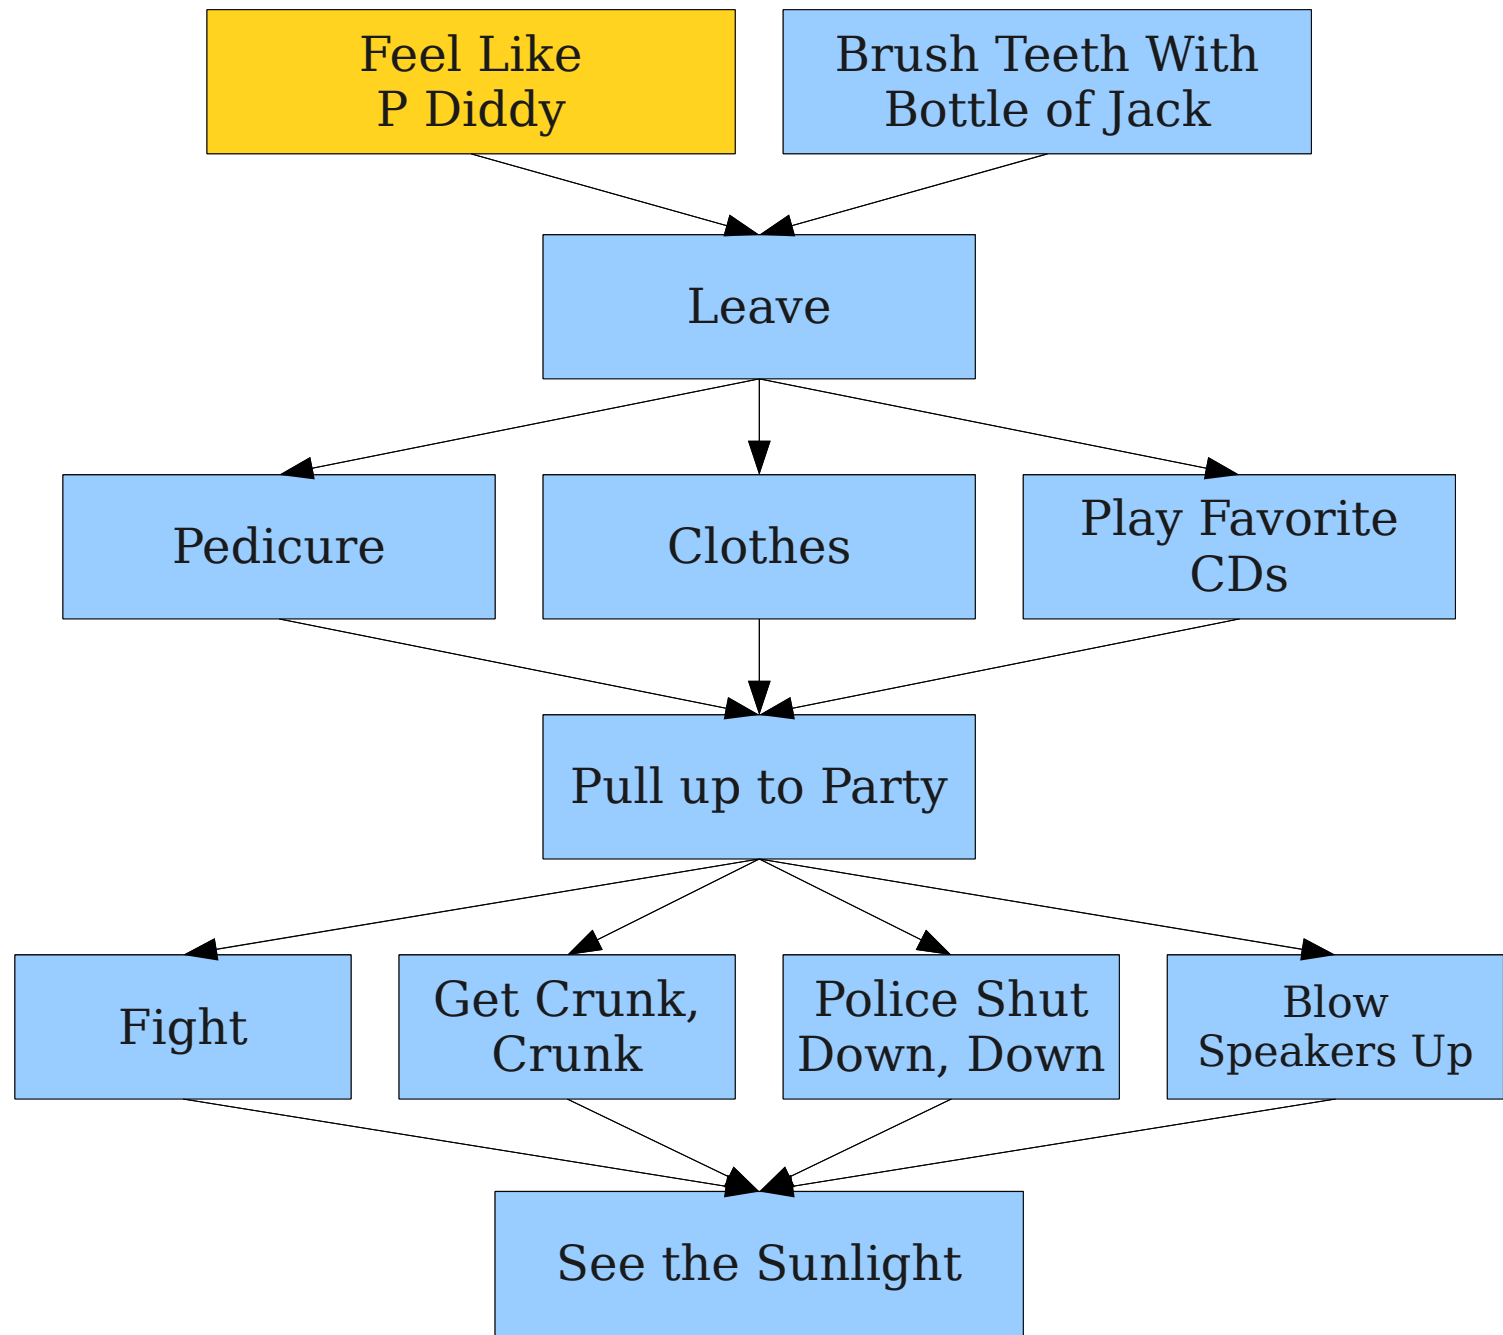 Feel Like
P Diddy
Brush Teeth With
Bottle of Jack
Leave
Pedicure
Clothes
Play Favorite
CDs
Pull up to Party
Fight
Get Crunk,
Crunk
Police Shut
Down, Down
Blow
Speakers Up
See the Sunlight